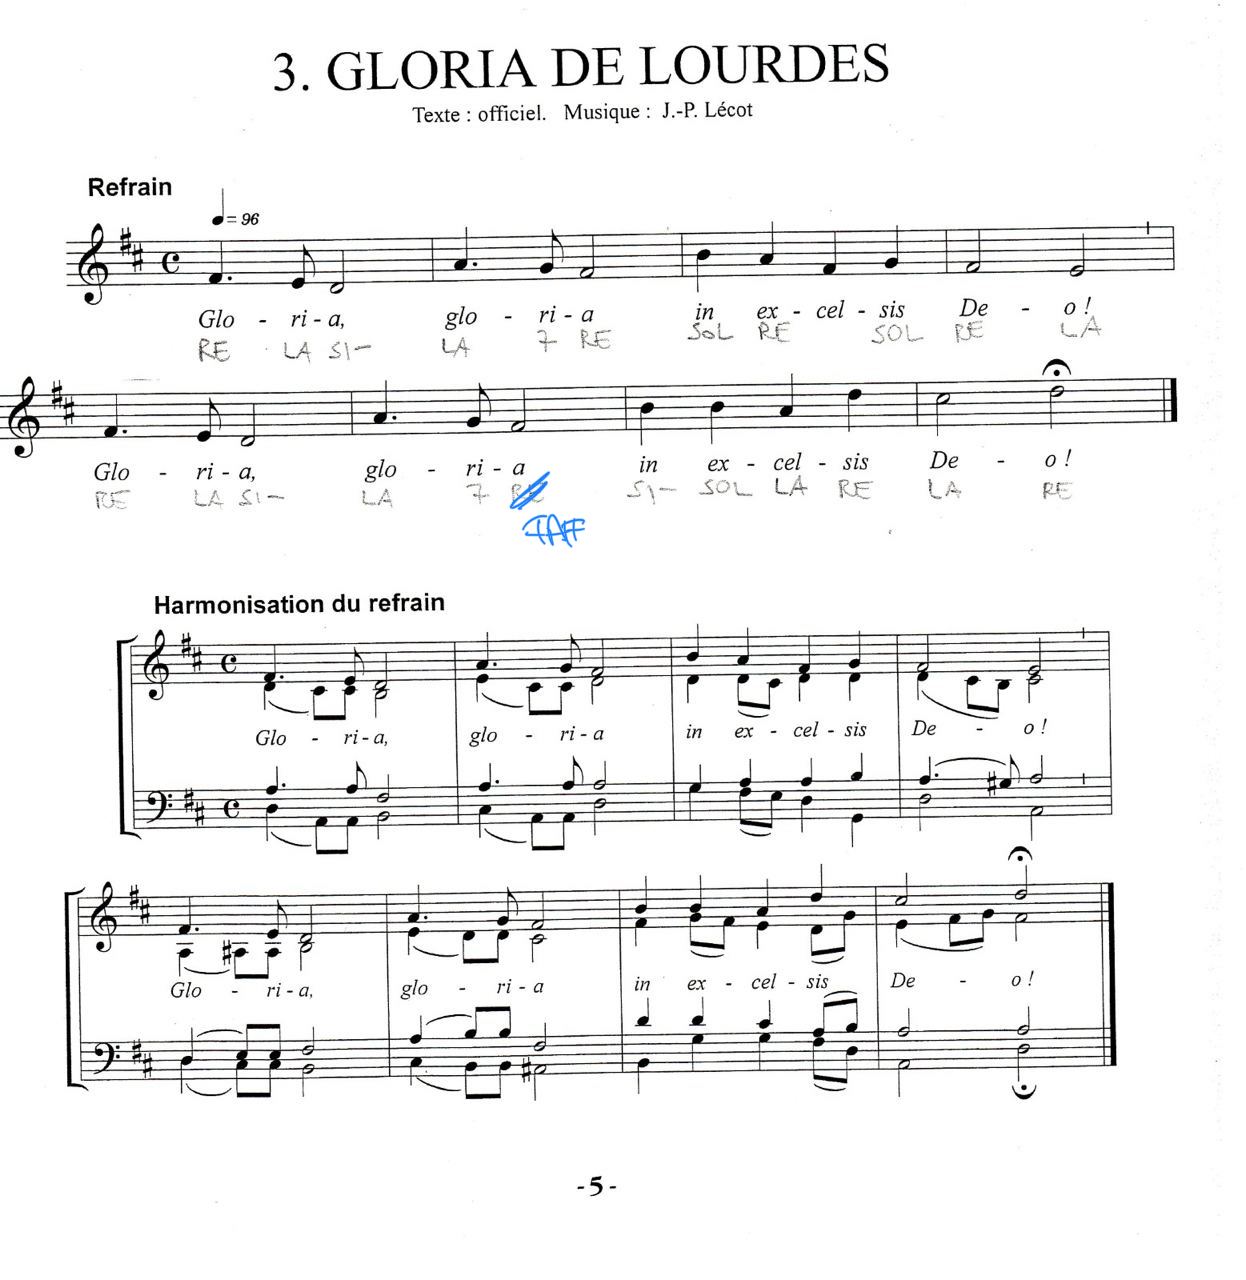 3. GLORIA DE LOURDES
Texte : officiel. Musique : J.-P. Lécot
Refrain
= 96
Glo - ri - a, glo - ri - a in ex - cel - sis De - o !
RE LA SI- LA 7 RE SOL RE SOL RE LA
Glo - ri - a, glo - ri - a in ex - cel - sis De - o !
RE LA SI- LA 7 RE SI- SOL LA RE LA RE
Harmonisation du refrain
Glo - ri - a, glo - ri - a in ex - cel - sis De - o !
Glo - ri - a, glo - ri - a in ex - cel - sis De - o !
- 5 -